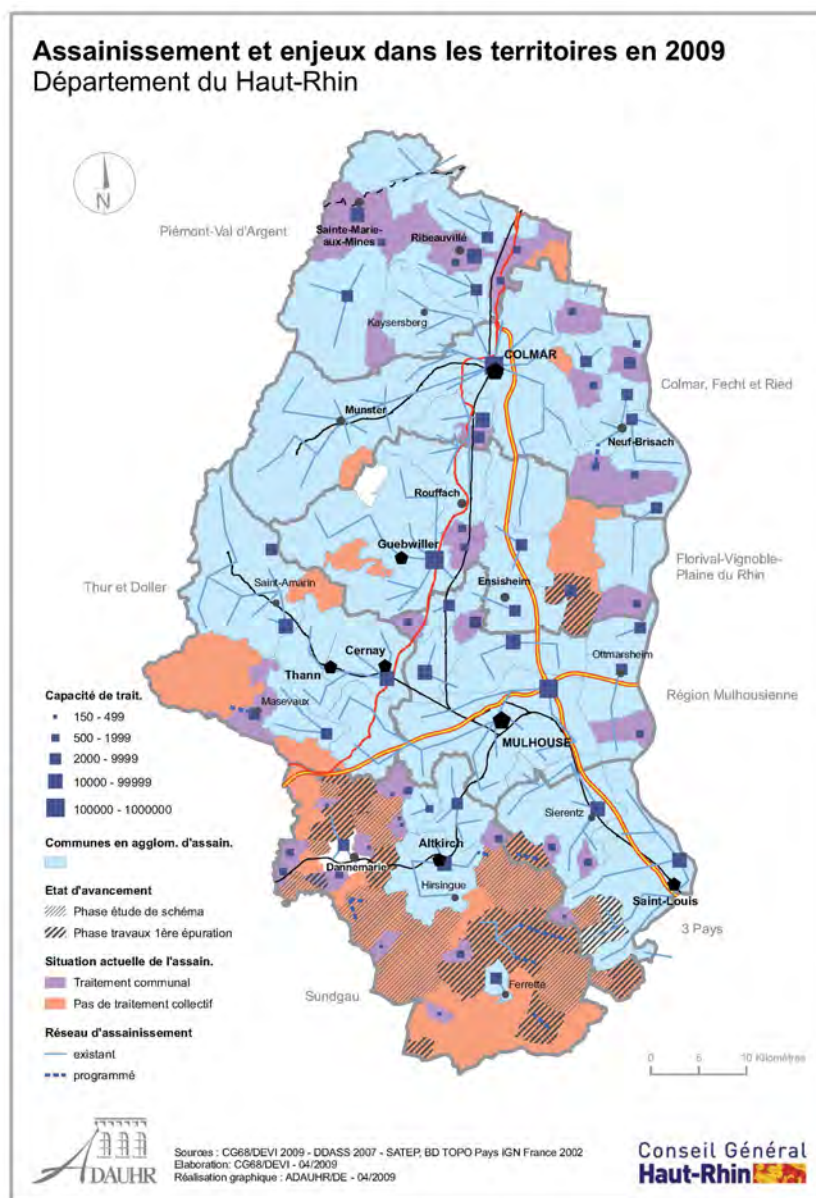 Assainissement et enjeux dans les territoires en 2009
Département du Haut-Rhin
N
Piémont-Val d'Argent
Sainte-Marie-
aux-Mines
Ribeauvillé
Kaysersberg
COLMAR
Colmar, Fecht et Ried
Munster
Neuf-Brisach
Rouffach
Guebwiller
Florival-Vignoble-
Plaine du Rhin
Ensisheim
Thur et Doller
Saint-Amarin
Cernay
Thann
Ottmarsheim
Région Mulhousienne
Masevaux
MULHOUSE
Sierentz
Altkirch
Dannemarie
Hirsingue
Saint-Louis
3 Pays
Sundgau
Ferrette
Capacité de trait.
150 - 499
500 - 1999
2000 - 9999
10000 - 99999
100000 - 1000000
Communes en agglom. d'assain.
Etat d'avancement
Phase étude de schéma
Phase travaux 1ère épuration
Situation actuelle de l'assain.
Traitement communal
Pas de traitement collectif
Réseau d'assainissement
existant
programmé
0 5 10 Kilomètres
ADAUHR
Sources : CG68/DEVI 2009 - DDASS 2007 - SATEP, BD TOPO Pays IGN France 2002
Elaboration: CG68/DEVI - 04/2009
Réalisation graphique : ADAUHR/DE - 04/2009
Conseil Général
Haut-Rhin